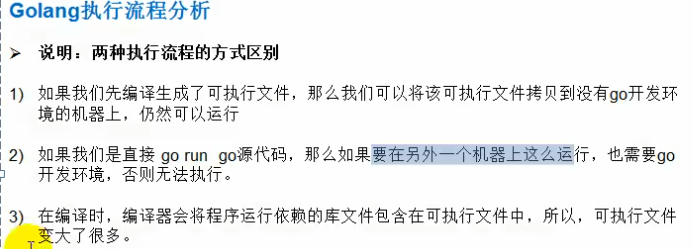 Golang执行流程分析
➤ 说明：两种执行流程的方式区别
1) 如果我们先编译生成了可执行文件，那么我们可以将该可执行文件拷贝到没有go开发环
境的机器上，仍然可以运行
2) 如果我们是直接 go run go源代码，那么如果要在另外一个机器上这么运行，也需要go
开发环境，否则无法执行。
3) 在编译时，编译器会将程序运行依赖的库文件包含在可执行文件中，所以，可执行文件
变大了很多。